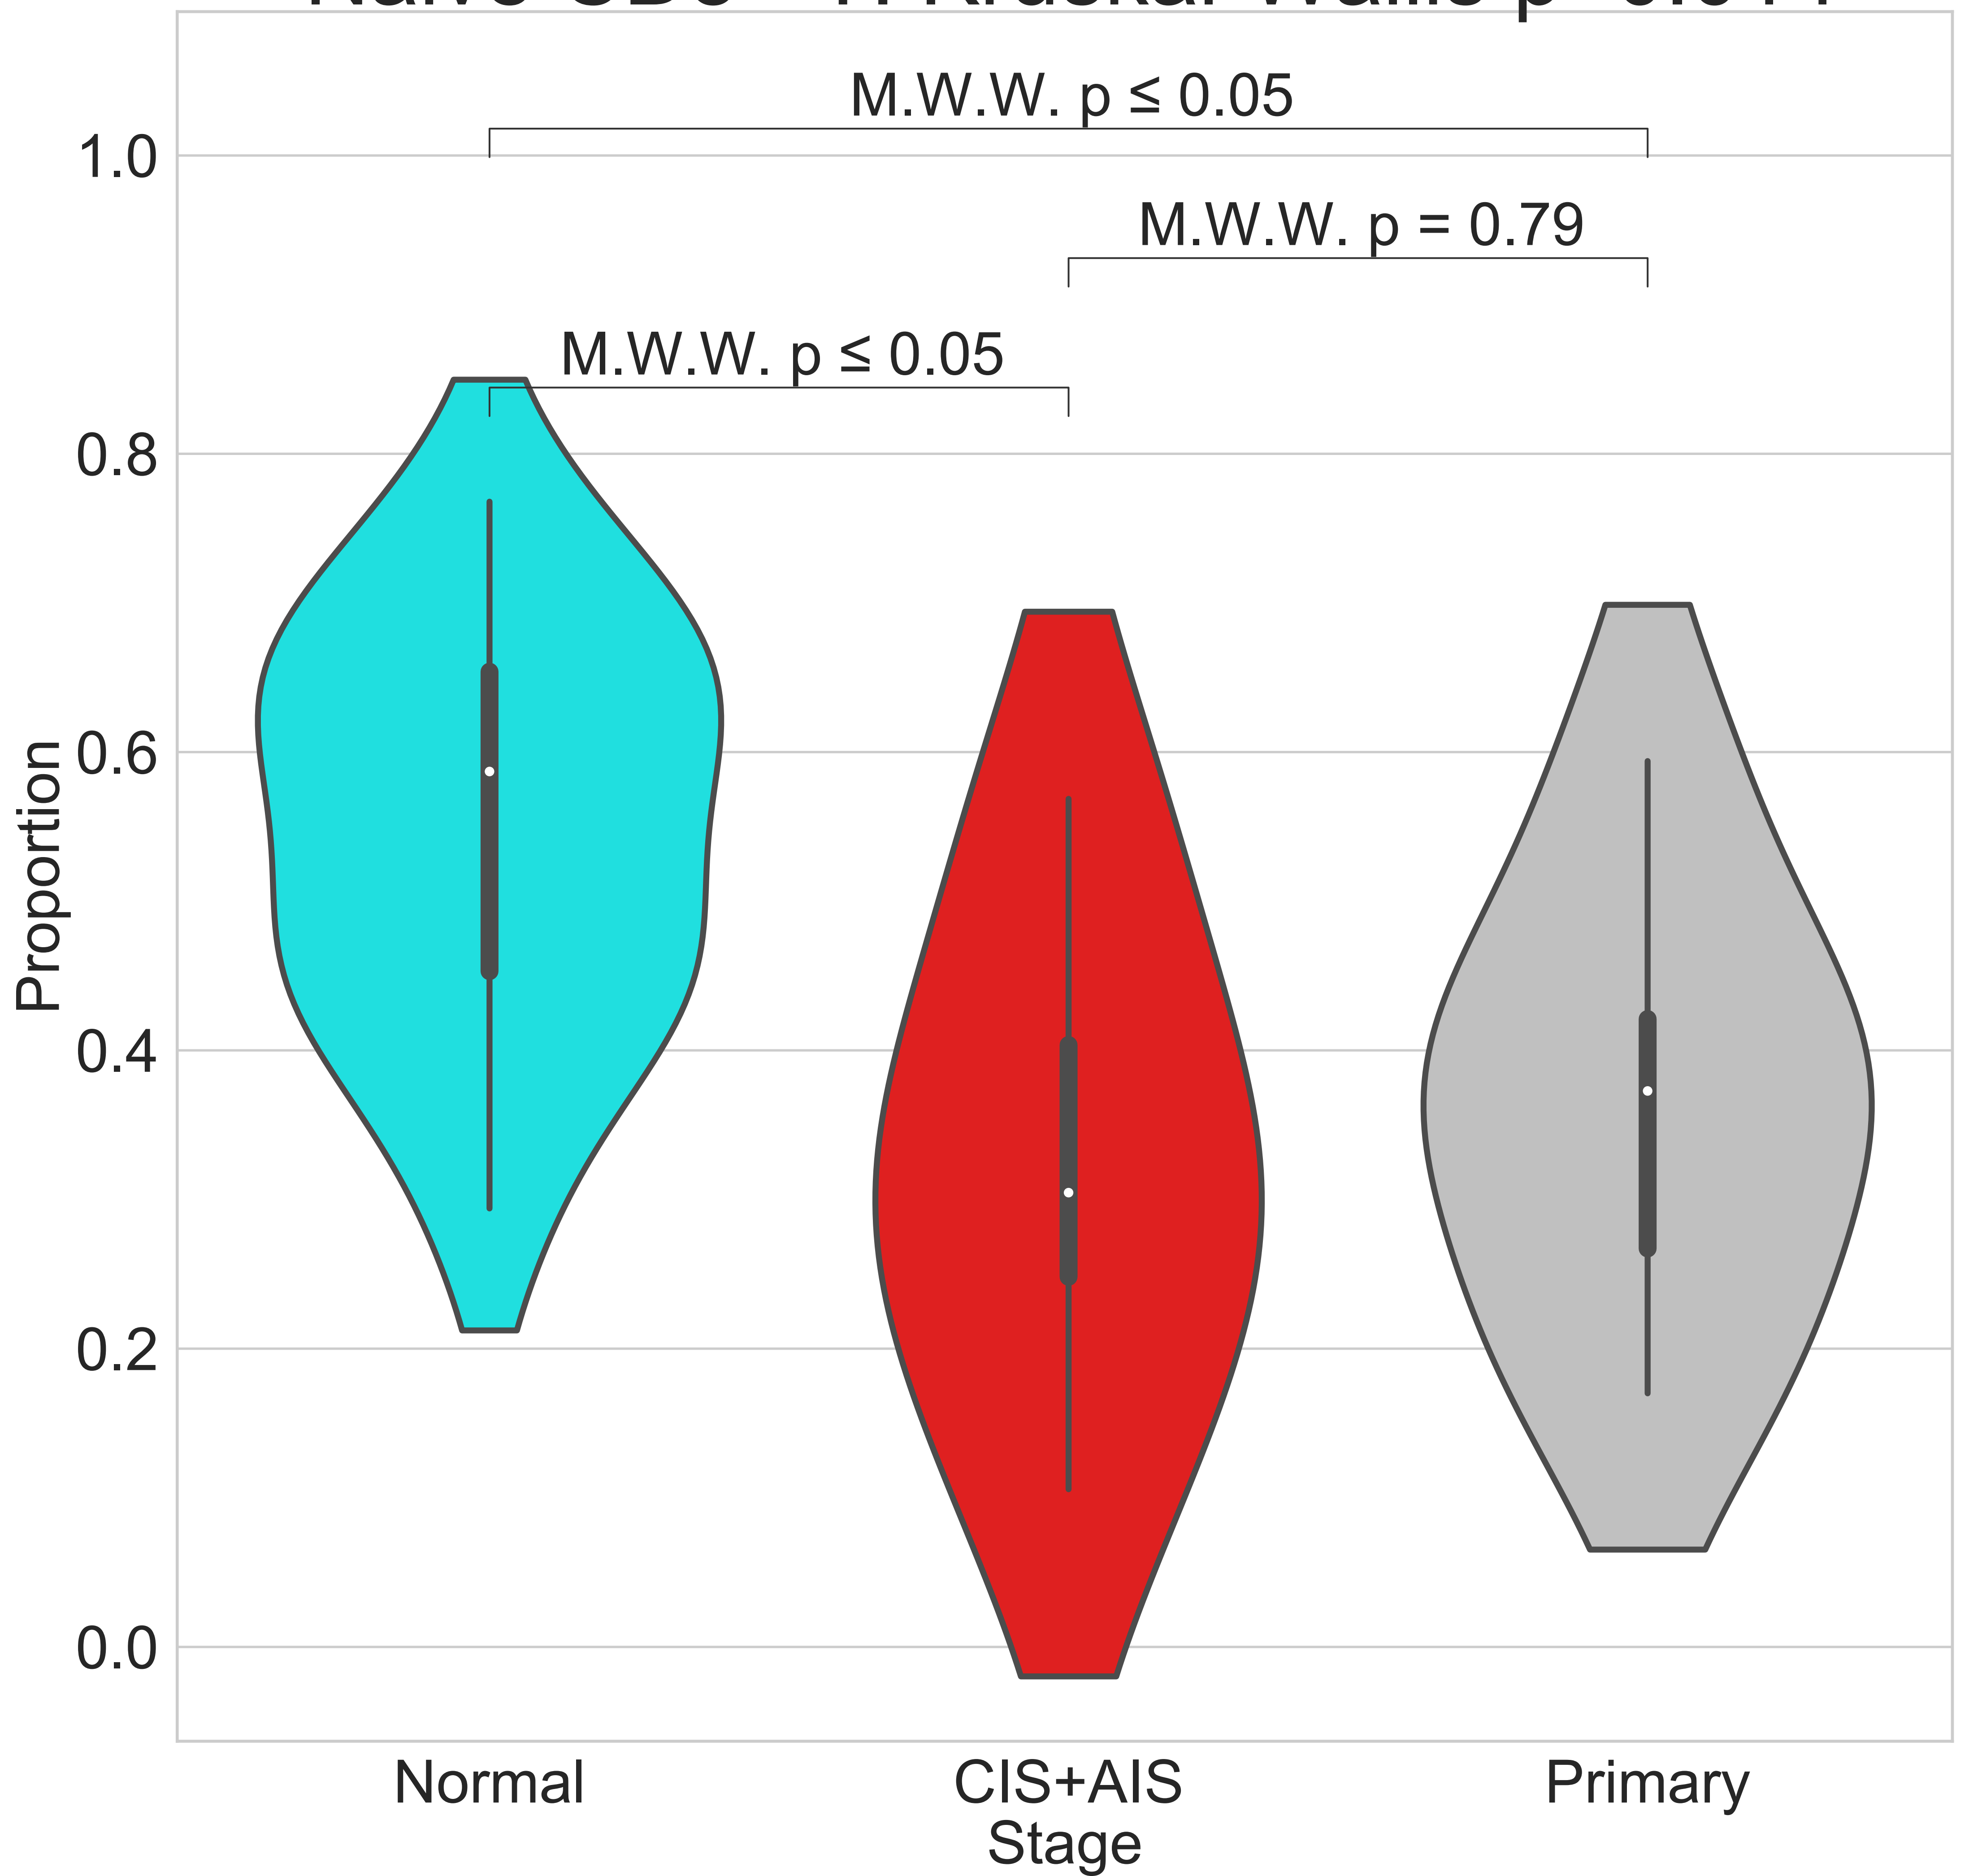 M.W.W. p ≤ 0.05
1.0
M.W.W. p = 0.79
M.W.W. p ≤ 0.05
0.8
0.6
0.4
0.2
0.0
Proportion
Normal
CIS+AIS
Primary
Stage